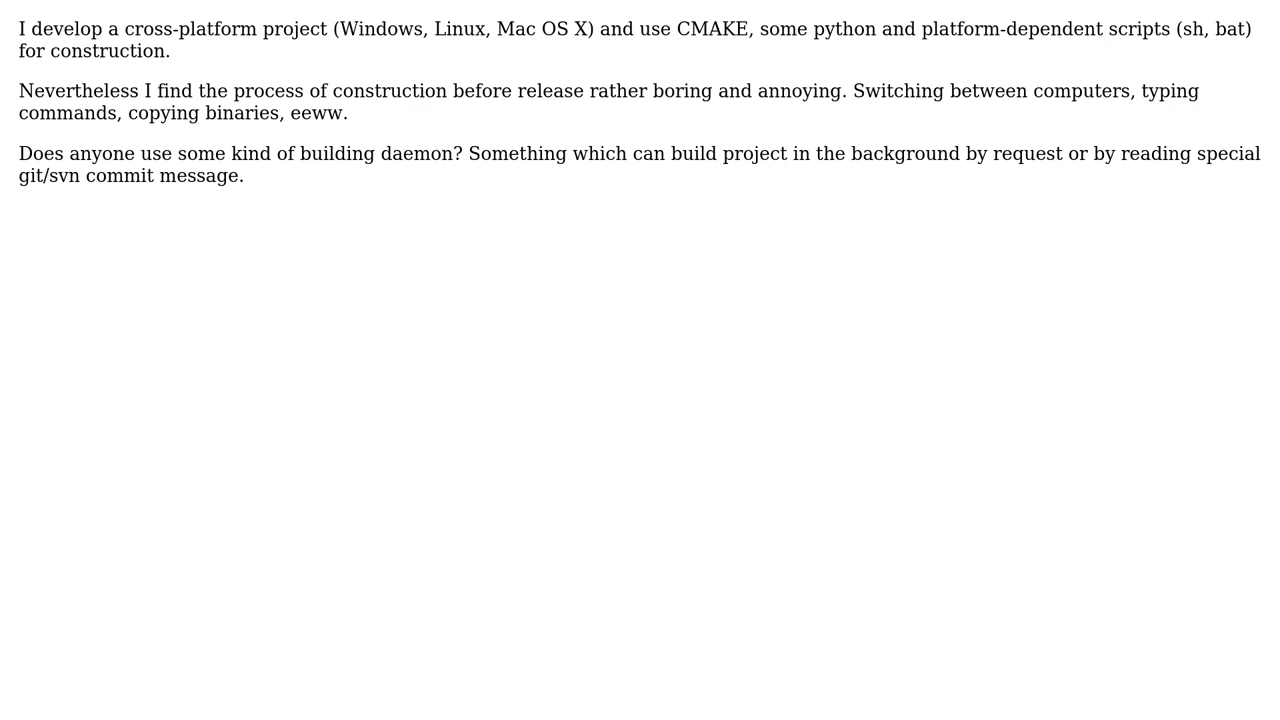 I develop a cross-platform project (Windows, Linux, Mac OS X) and use CMAKE, some python and platform-dependent scripts (sh, bat)
for construction.
Nevertheless I find the process of construction before release rather boring and annoying. Switching between computers, typing
commands, copying binaries, eeww.
Does anyone use some kind of building daemon? Something which can build project in the background by request or by reading special
git/svn commit message.